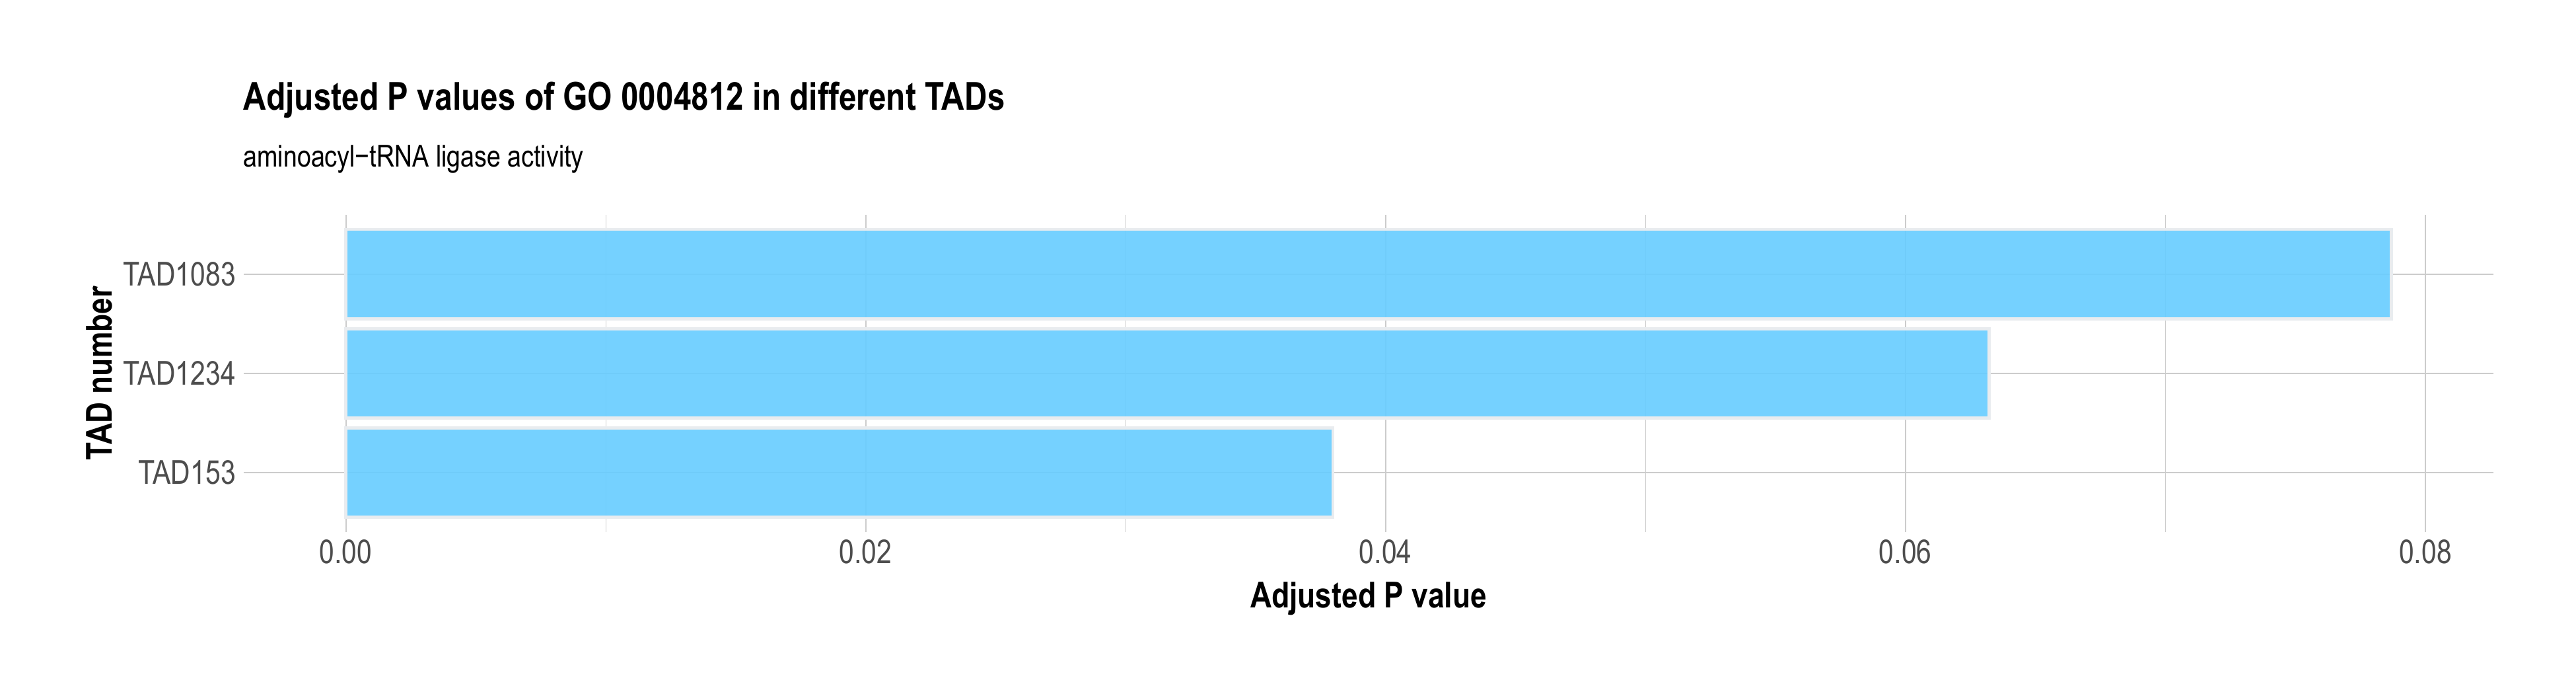 Adjusted P values of GO 0004812 in different TADs
aminoacyl−tRNA ligase activity
TAD number
TAD1083
TAD1234
TAD153
0.00 0.02 0.04 0.06 0.08
Adjusted P value